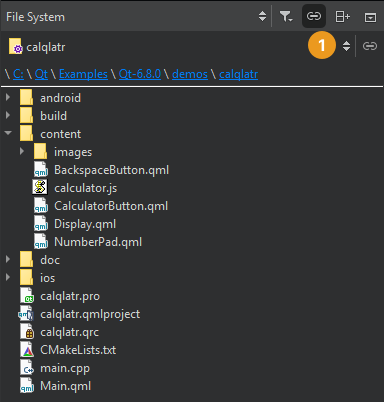 File System
calqlatr
1
\ C: \ Qt \ Examples \ Qt-6.8.0 \ demos \ calqlatr
android
build
content
images
BackspaceButton.qml
calculator.js
CalculatorButton.qml
Display.qml
NumberPad.qml
doc
ios
calqlatr.pro
calqlatr.qmlproject
calqlatr.qrc
CMakeLists.txt
main.cpp
Main.qml